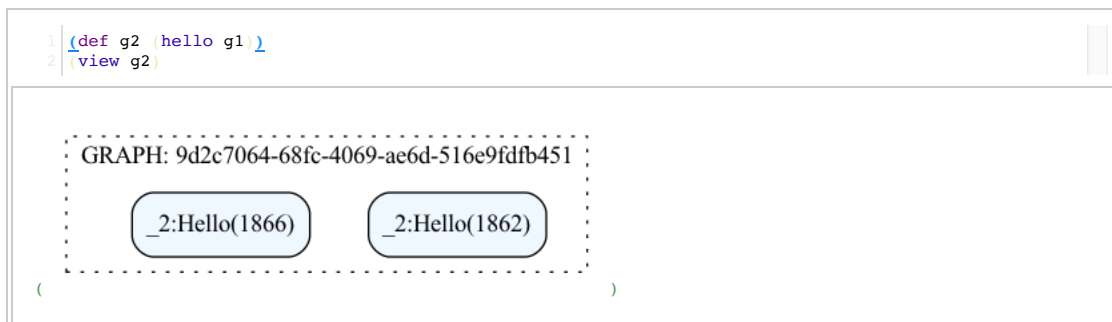 1 (def g2 (hello g1))
2 (view g2)
GRAPH: 9d2c7064-68fc-4069-ae6d-516e9fdfb451
_2:Hello(1866) _2:Hello(1862)
( )